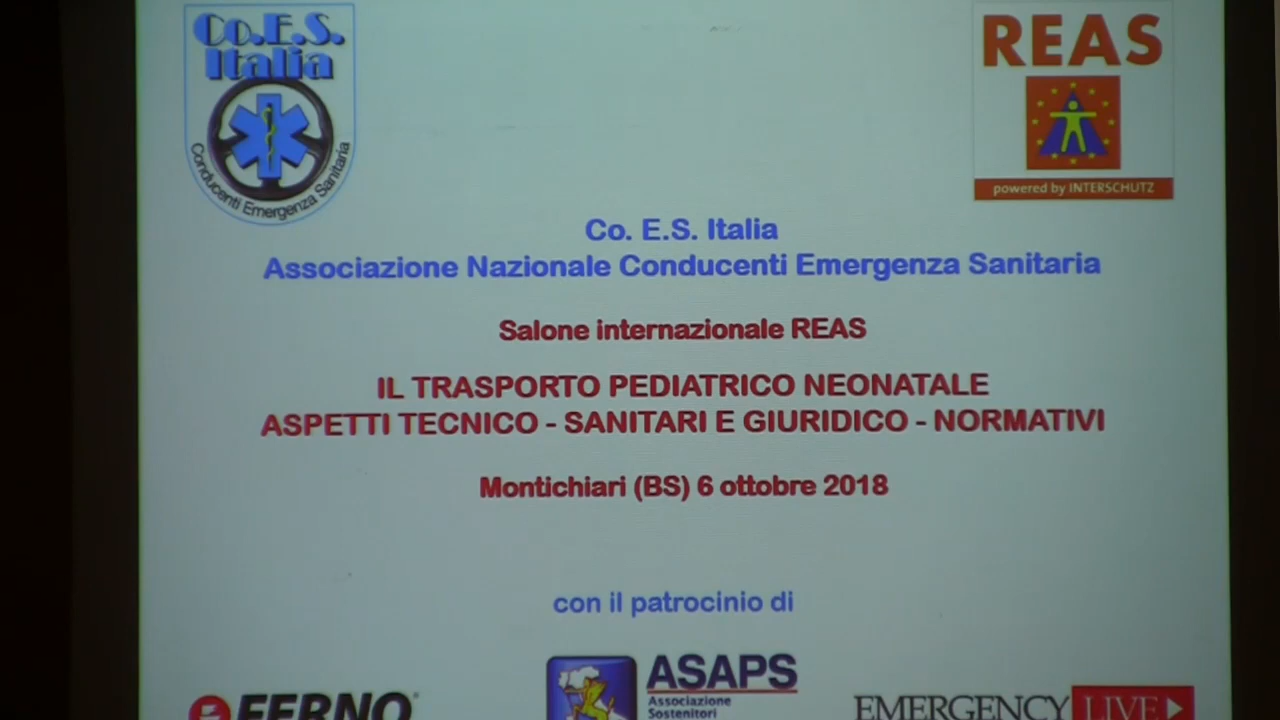 Co.E.S.
Italia
Conducenti Emergenza Sanitaria
REAS
powered by INTERSCHUTZ
Co. E.S. Italia
Associazione Nazionale Conducenti Emergenza Sanitaria
Salone internazionale REAS
IL TRASPORTO PEDIATRICO NEONATALE
ASPETTI TECNICO - SANITARI E GIURIDICO - NORMATIVI
Montichiari (BS) 6 ottobre 2018
con il patrocinio di
FERNO®
ASAPS
Associazione
Sostenitori
EMERGENCY LIVE